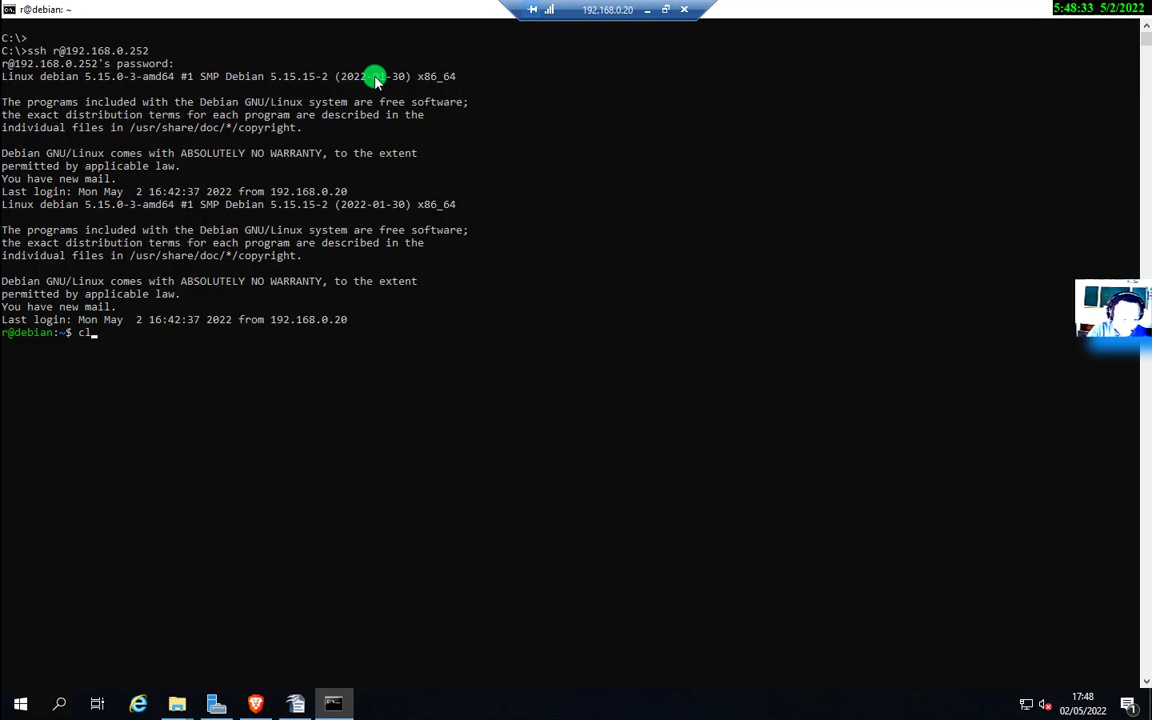 r@debian: ~
192.168.0.20
5:48:33 5/2/2022
C:\>
C:\>ssh r@192.168.0.252
r@192.168.0.252's password:
Linux debian 5.15.0-3-amd64 #1 SMP Debian 5.15.15-2 (2022-01-30) x86_64
The programs included with the Debian GNU/Linux system are free software;
the exact distribution terms for each program are described in the
individual files in /usr/share/doc/*/copyright.
Debian GNU/Linux comes with ABSOLUTELY NO WARRANTY, to the extent
permitted by applicable law.
You have new mail.
Last login: Mon May  2 16:42:37 2022 from 192.168.0.20
Linux debian 5.15.0-3-amd64 #1 SMP Debian 5.15.15-2 (2022-01-30) x86_64
The programs included with the Debian GNU/Linux system are free software;
the exact distribution terms for each program are described in the
individual files in /usr/share/doc/*/copyright.
Debian GNU/Linux comes with ABSOLUTELY NO WARRANTY, to the extent
permitted by applicable law.
You have new mail.
Last login: Mon May  2 16:42:37 2022 from 192.168.0.20
r@debian:~$ cl
17:48
02/05/2022
1